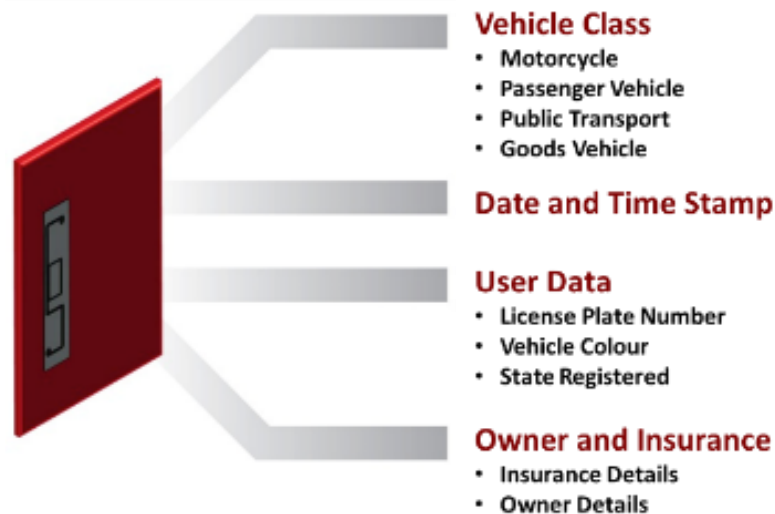 Vehicle Class
• Motorcycle
• Passenger Vehicle
• Public Transport
• Goods Vehicle
Date and Time Stamp
User Data
• License Plate Number
• Vehicle Colour
• State Registered
Owner and Insurance
• Insurance Details
• Owner Details